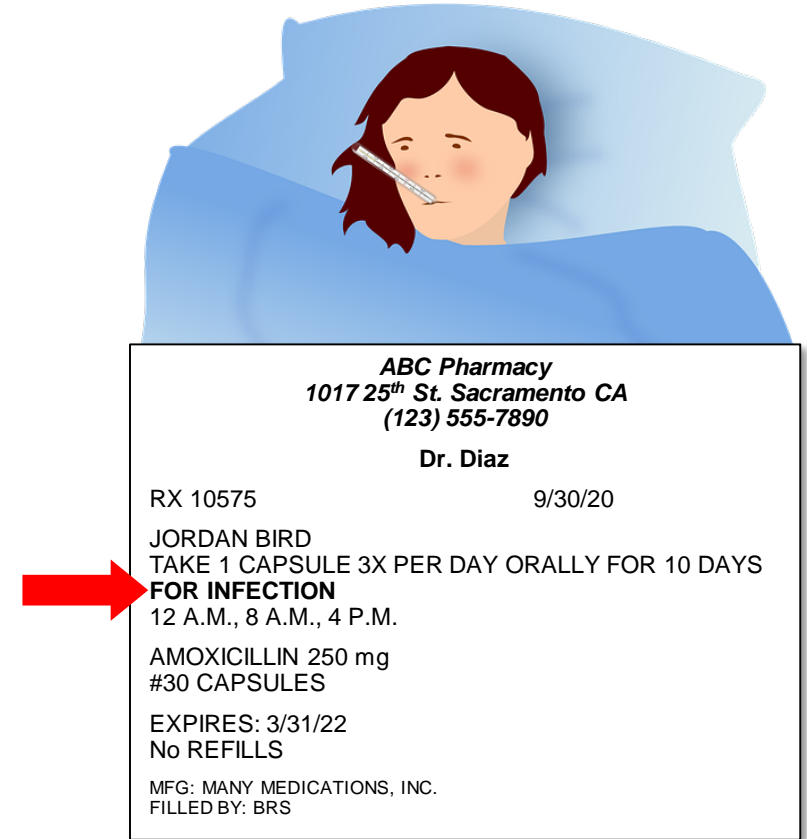 ABC Pharmacy
1017 25th St. Sacramento CA
(123) 555-7890
Dr. Diaz
RX 10575 9/30/20
JORDAN BIRD
TAKE 1 CAPSULE 3X PER DAY ORALLY FOR 10 DAYS
FOR INFECTION
12 A.M., 8 A.M., 4 P.M.
AMOXICILLIN 250 mg
#30 CAPSULES
EXPIRES: 3/31/22
No REFILLS
MFG: MANY MEDICATIONS, INC.
FILLED BY: BRS